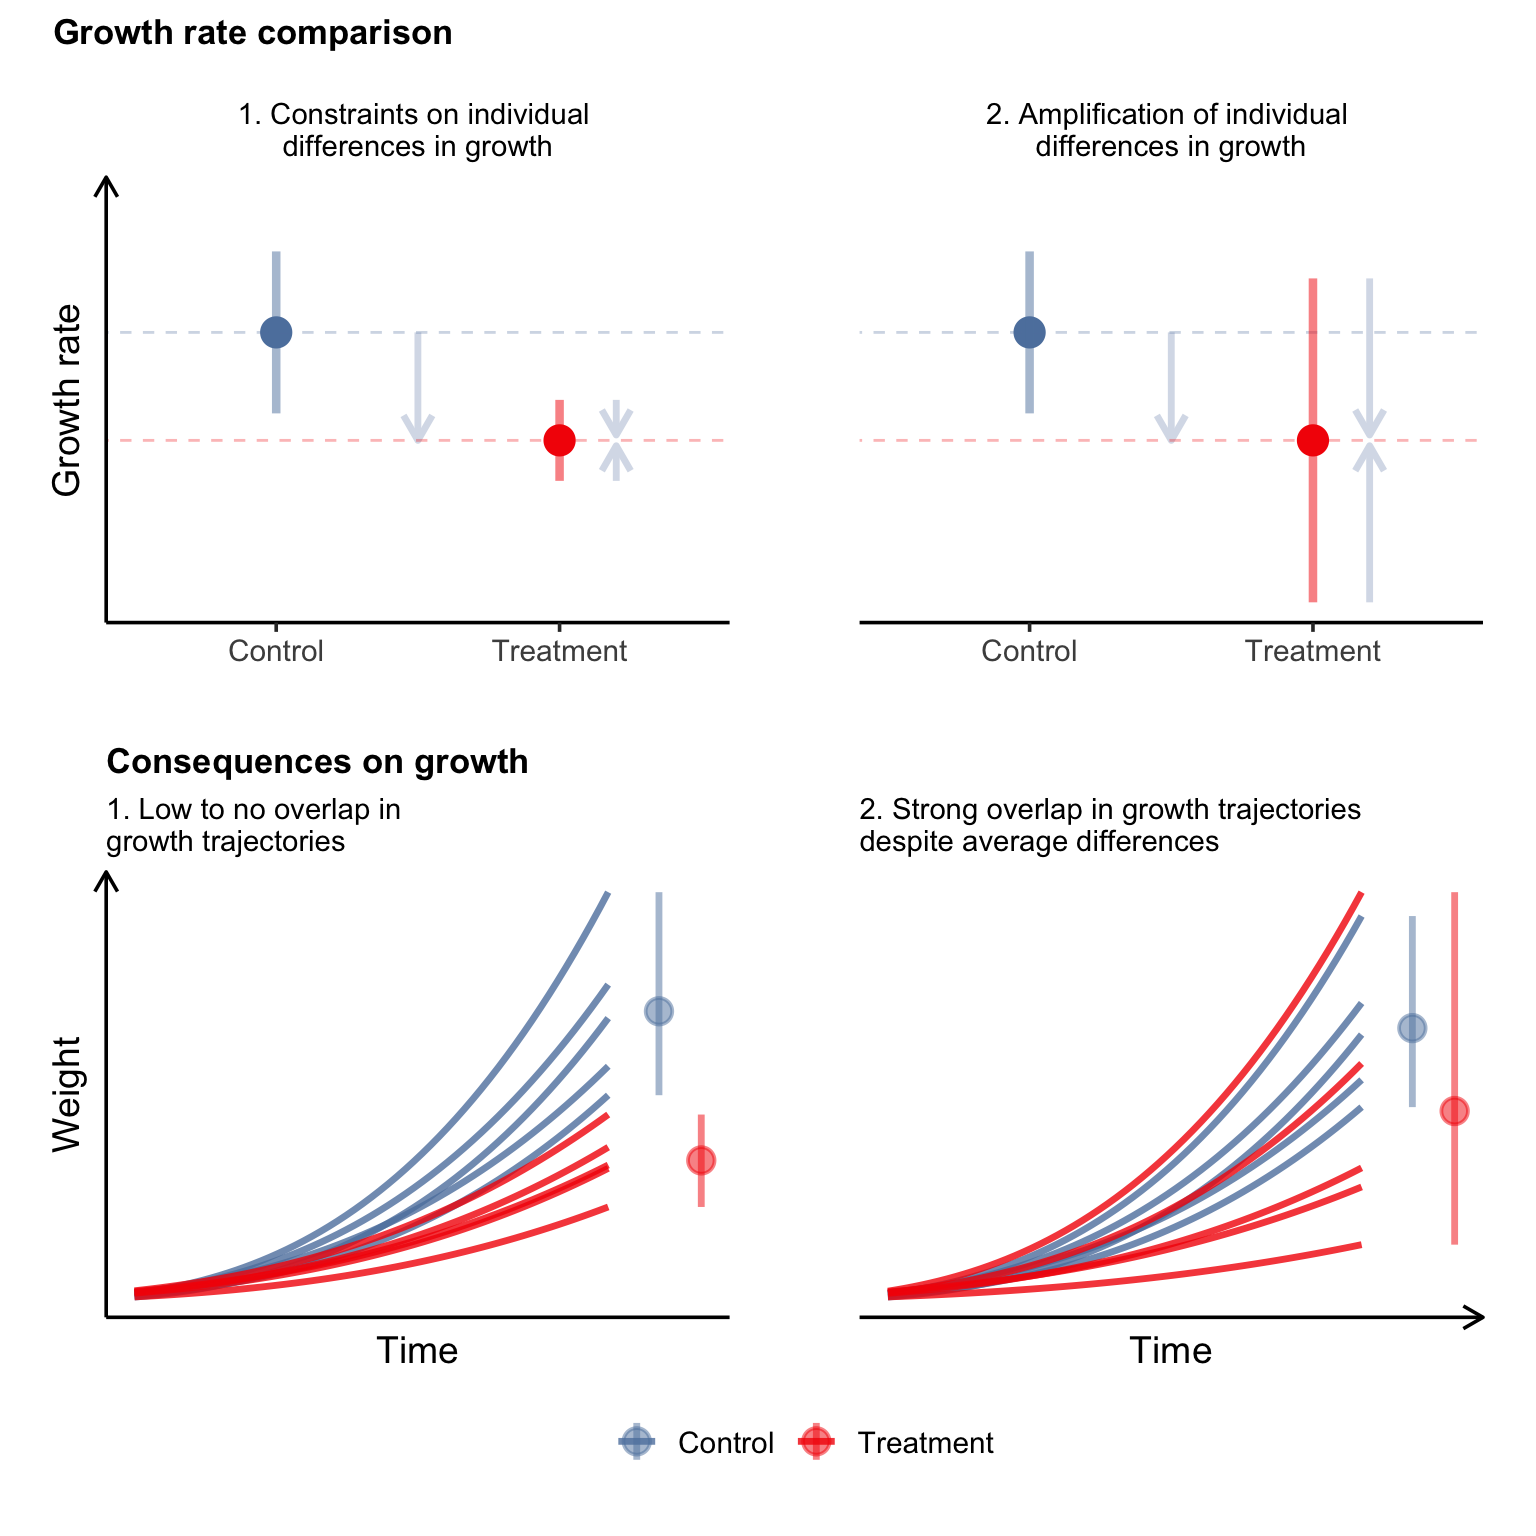 Growth rate comparison
1. Constraints on individual
differences in growth
2. Amplification of individual
differences in growth
Growth rate
Control
Treatment
Control
Treatment
Consequences on growth
1. Low to no overlap in
growth trajectories
2. Strong overlap in growth trajectories
despite average differences
Weight
Time
Time
Control
Treatment